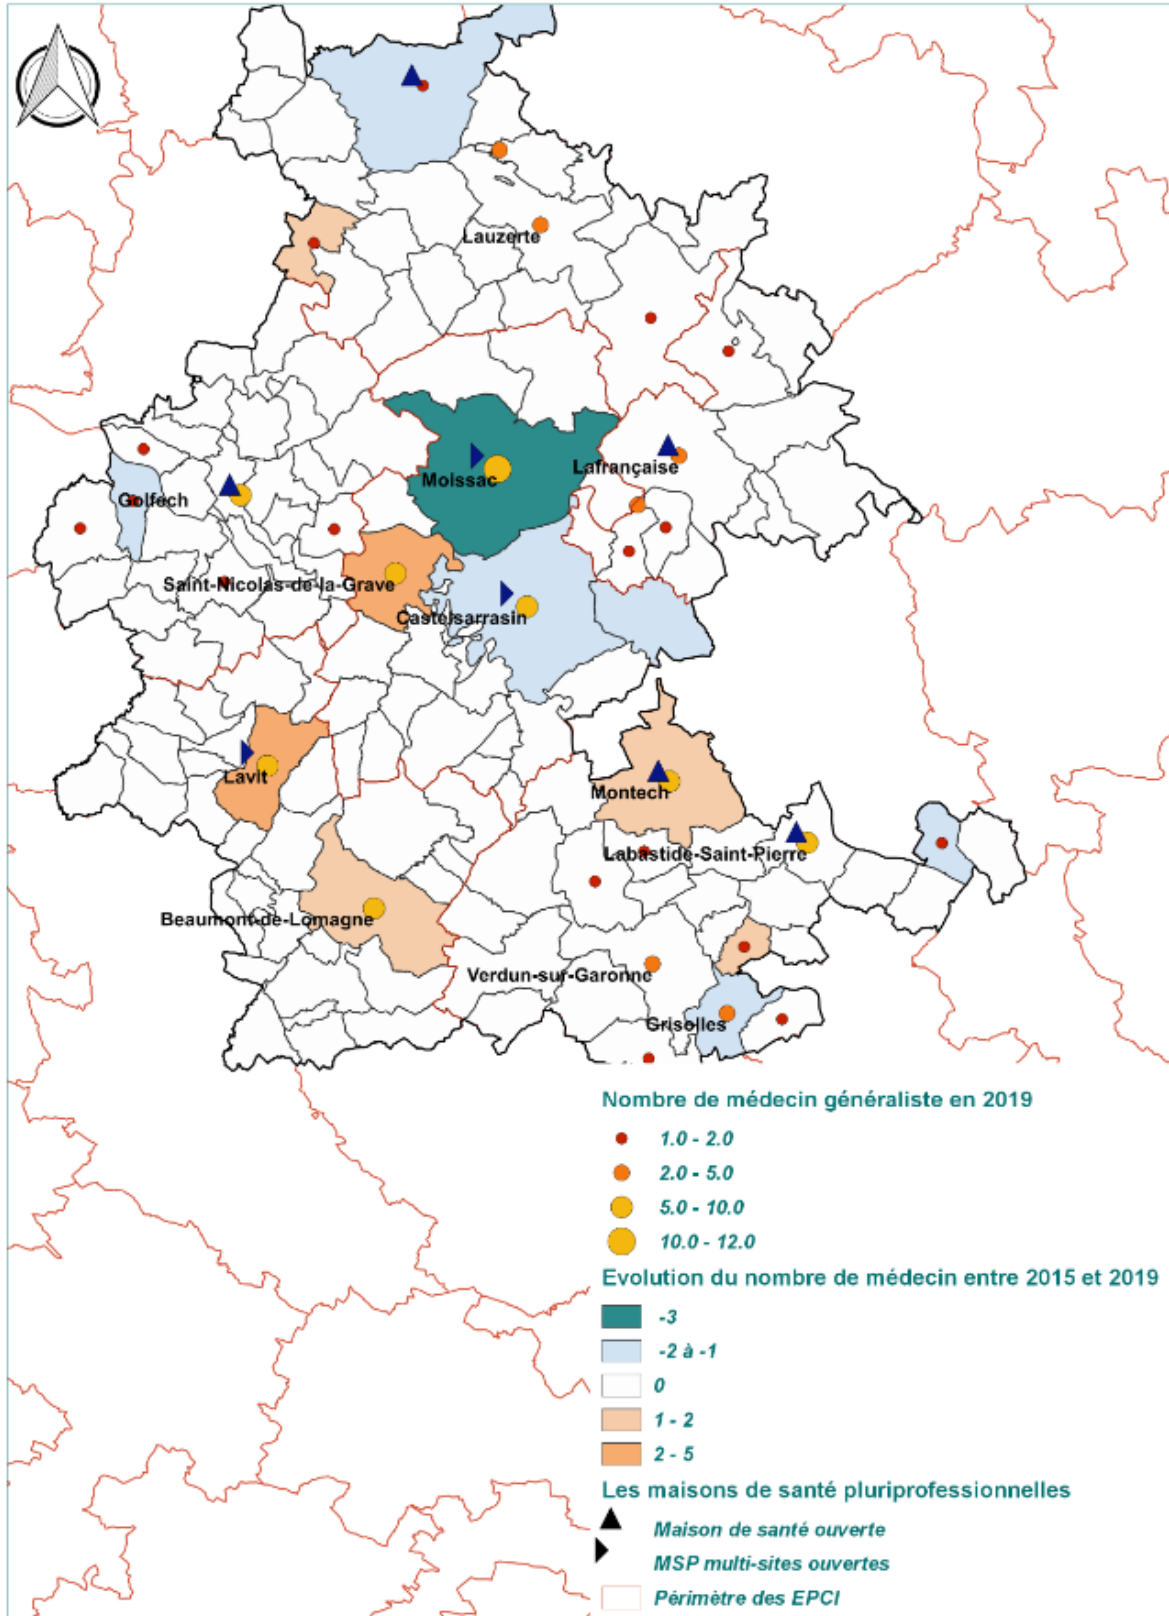 Lauzerte
Lafrançaise
Moissac
Golfech
Saint-Nicolas-de-la-Grave
Castelsarrasin
Lavit
Montech
Labastide-Saint-Pierre
Beaumont-de-Lomagne
Verdun-sur-Garonne
Grisolles
Nombre de médecin généraliste en 2019
1.0 - 2.0
2.0 - 5.0
5.0 - 10.0
10.0 - 12.0
Evolution du nombre de médecin entre 2015 et 2019
-3
-2 à -1
0
1 - 2
2 - 5
Les maisons de santé pluriprofessionnelles
Maison de santé ouverte
MSP multi-sites ouvertes
Périmètre des EPCI